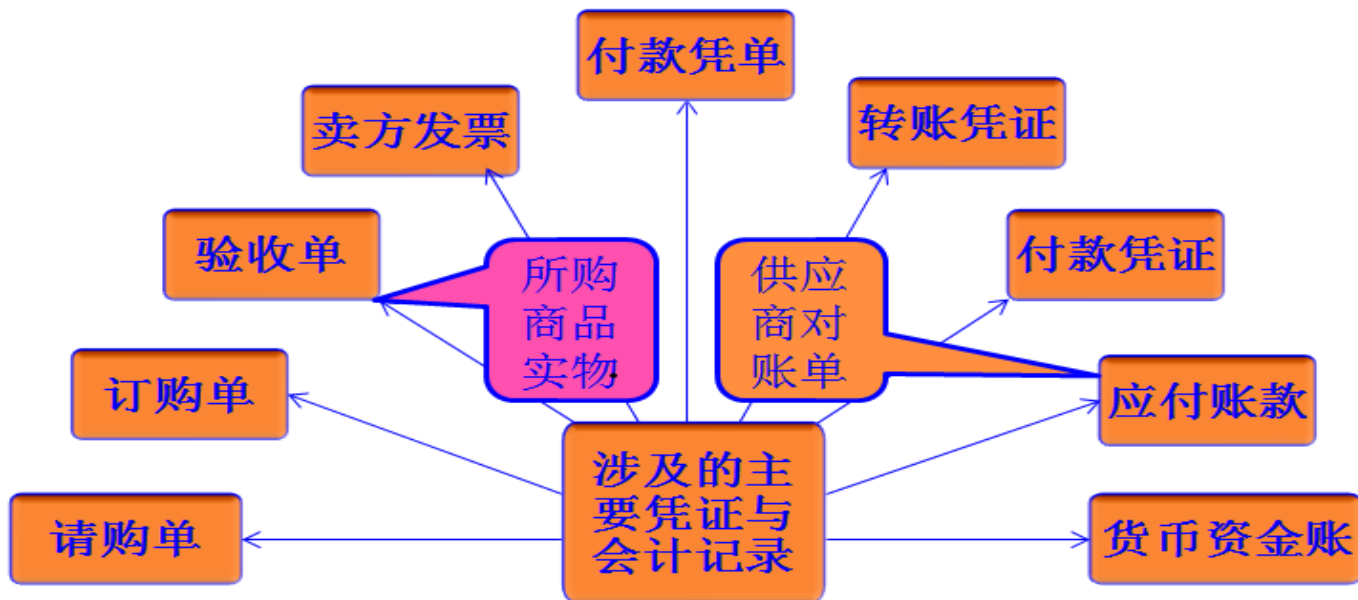 付款凭单
卖方发票
转账凭证
验收单
付款凭证
所购
商品
实物.
供应
商对
账单
订购单
应付账款
涉及的主
要凭证与
会计记录
请购单
货币资金账